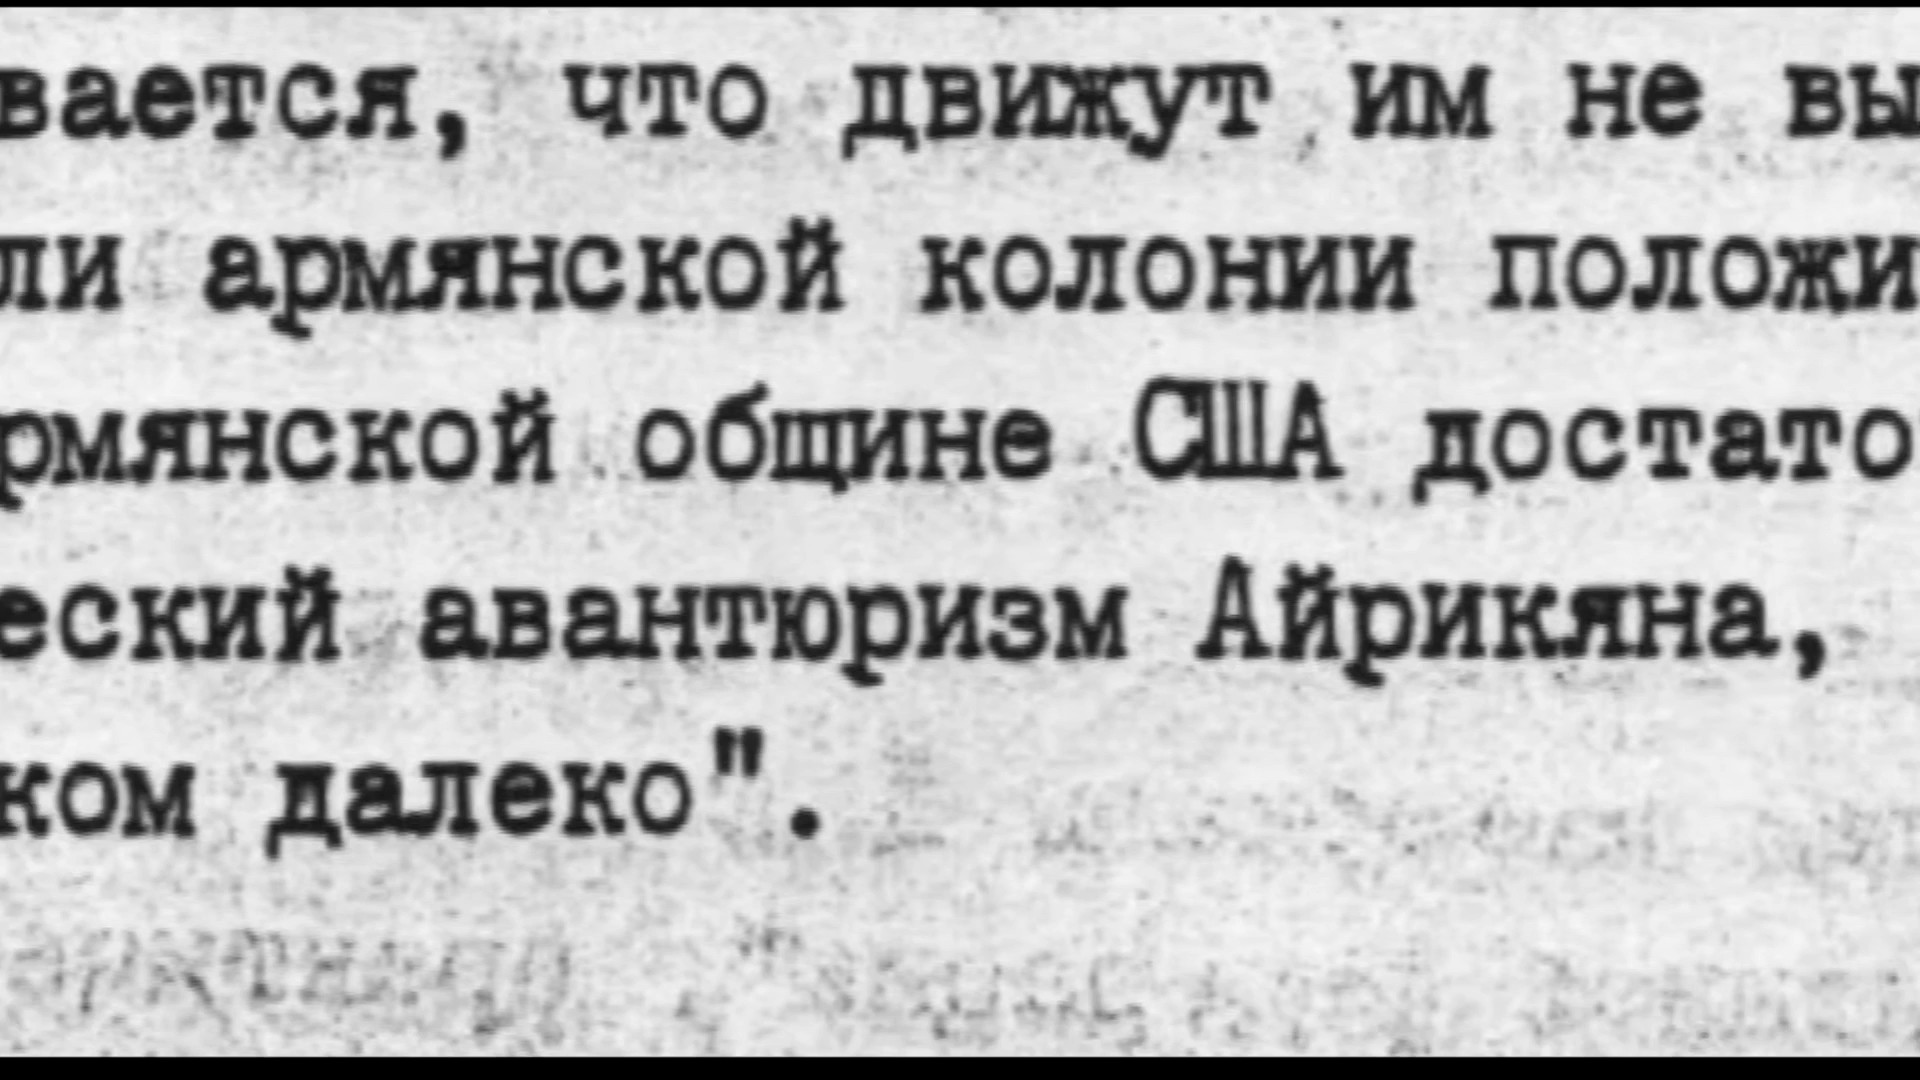 вается, что движут им не вы
ли армянской колонии положи
рмянской общине США достато
еский авантюризм Айрикяна,
ком далеко".